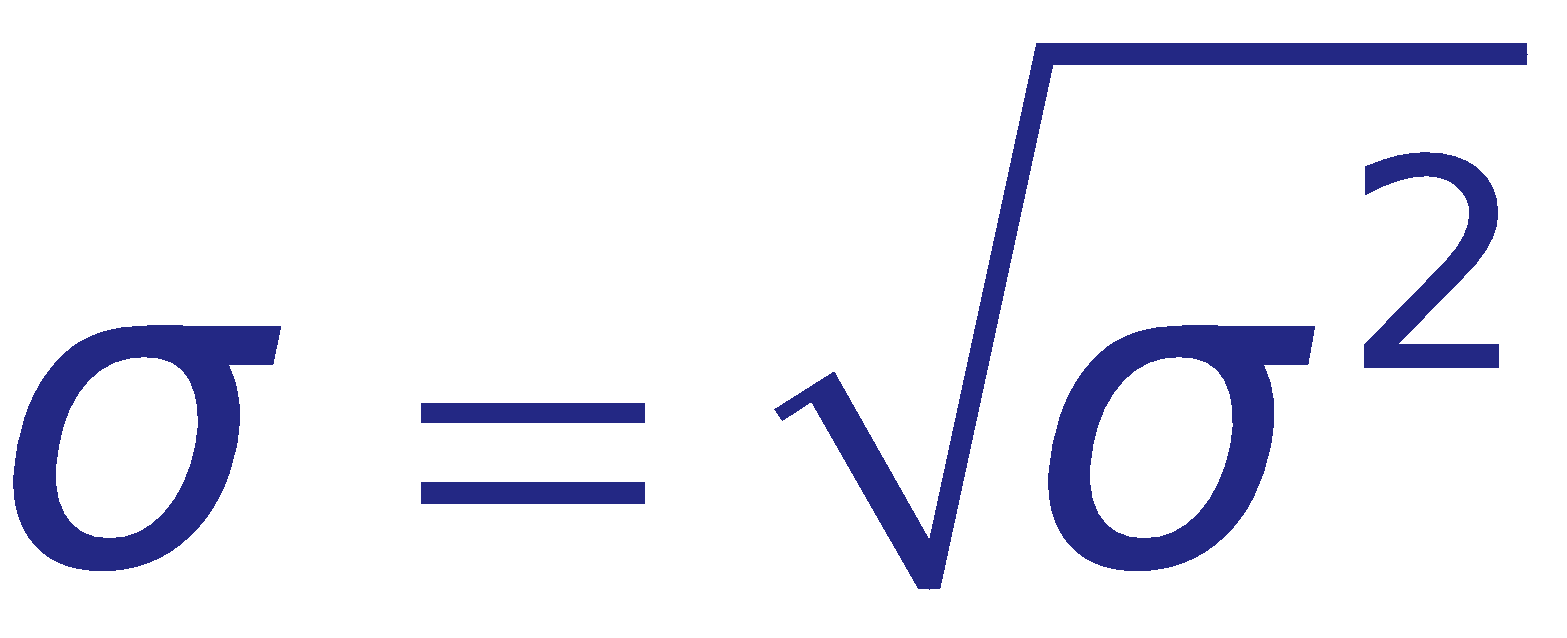 σ = √σ²